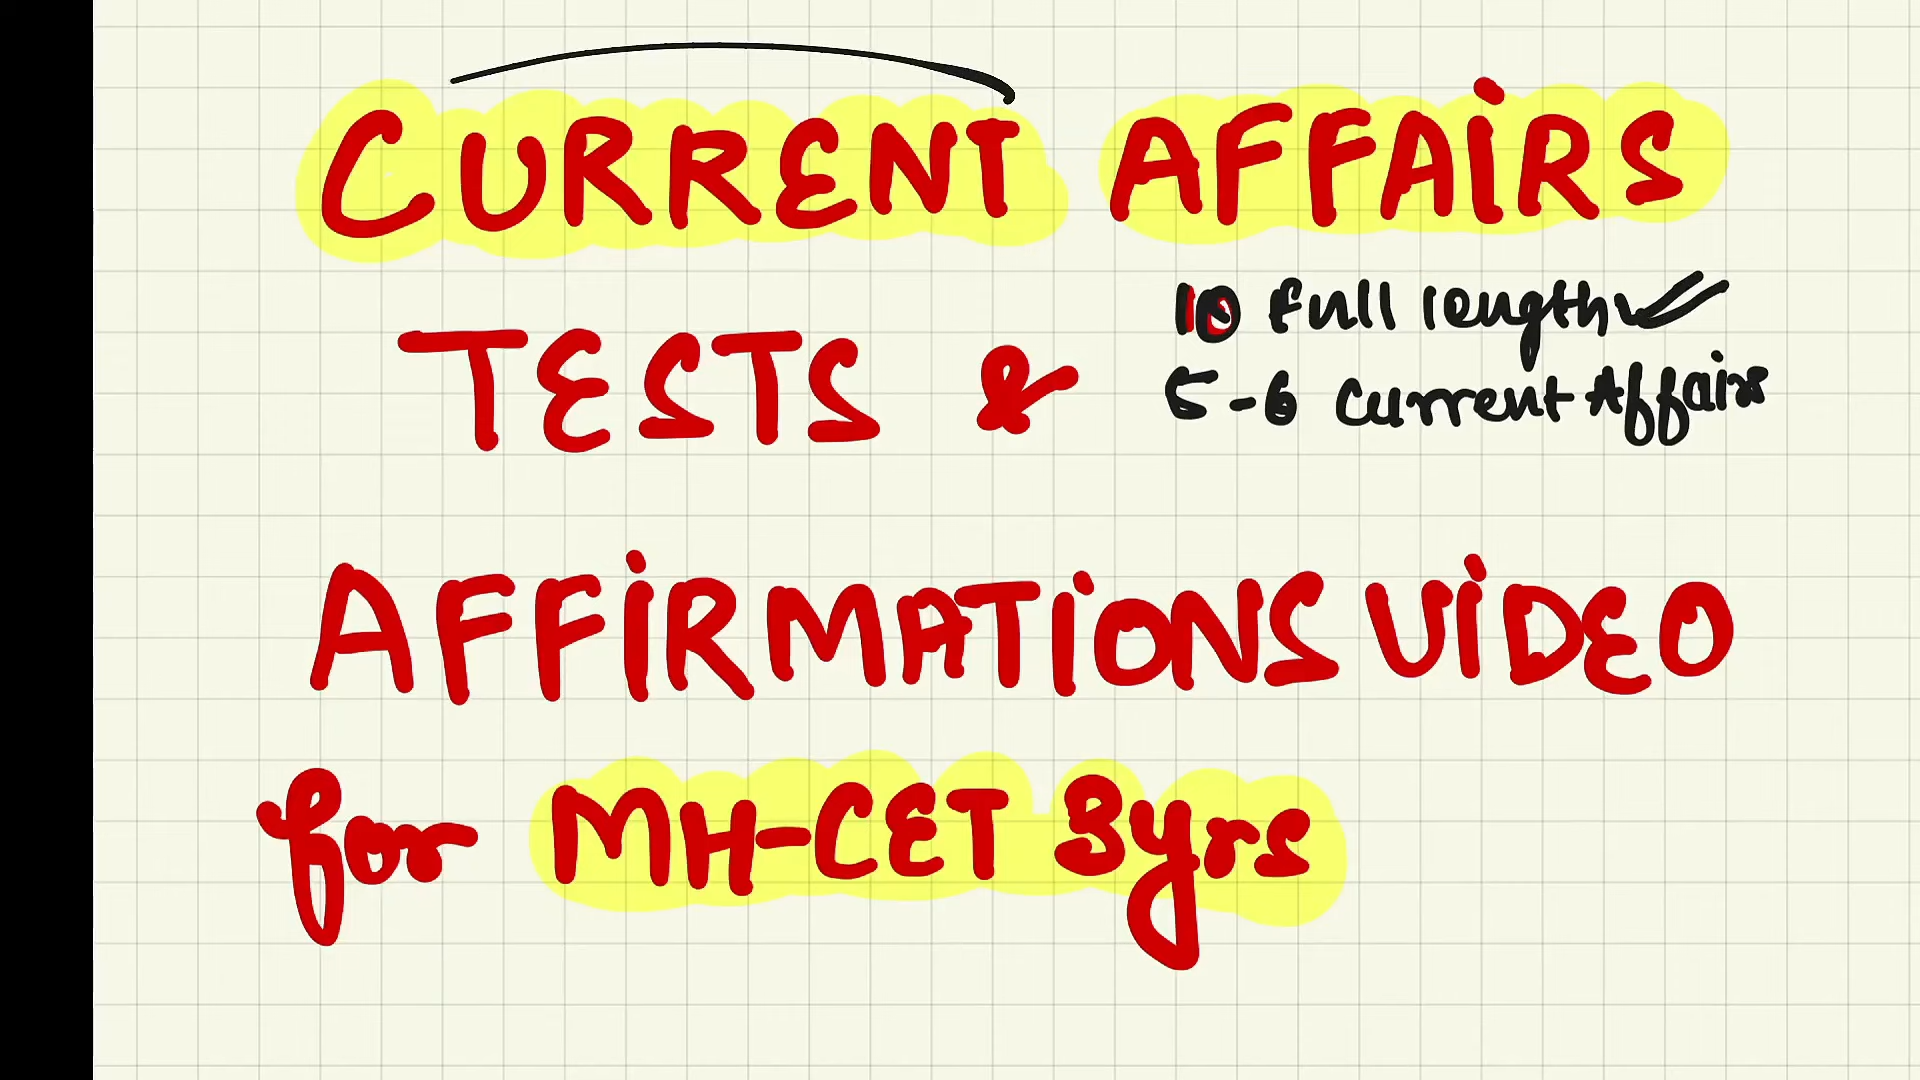 CURRENT AFFAIRS
10 full length
TESTS &
5-6 Current Affairs
AFFIRMATIONS VIDEO
for MH-CET 3yrs